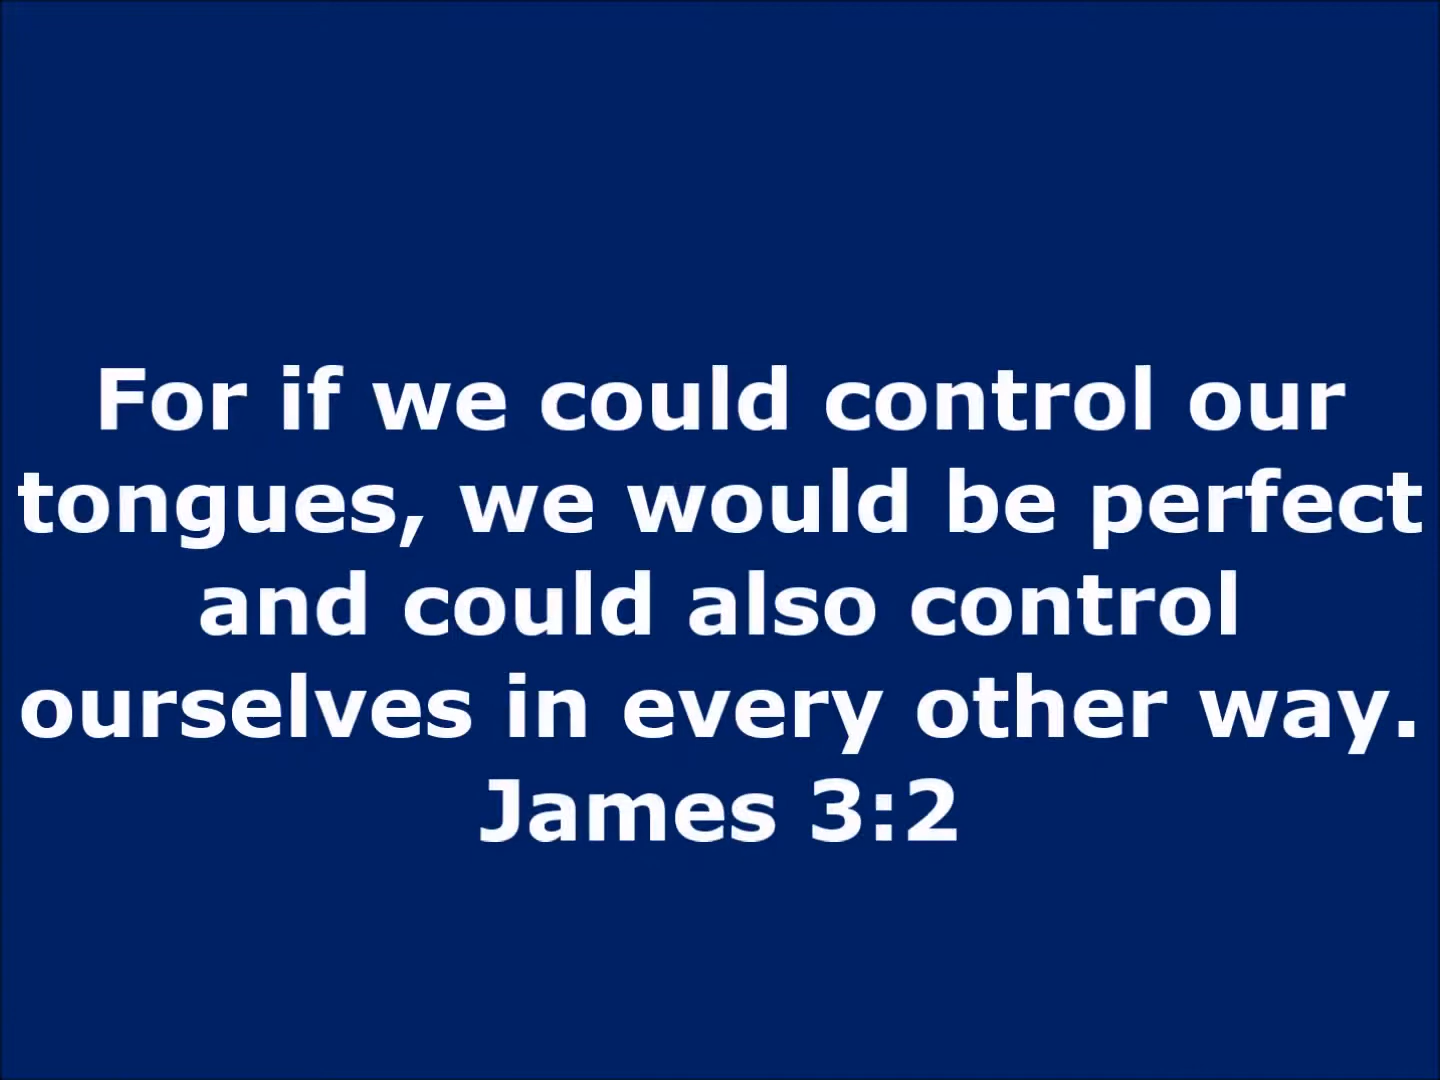 For if we could control our
tongues, we would be perfect
and could also control
ourselves in every other way.
James 3:2